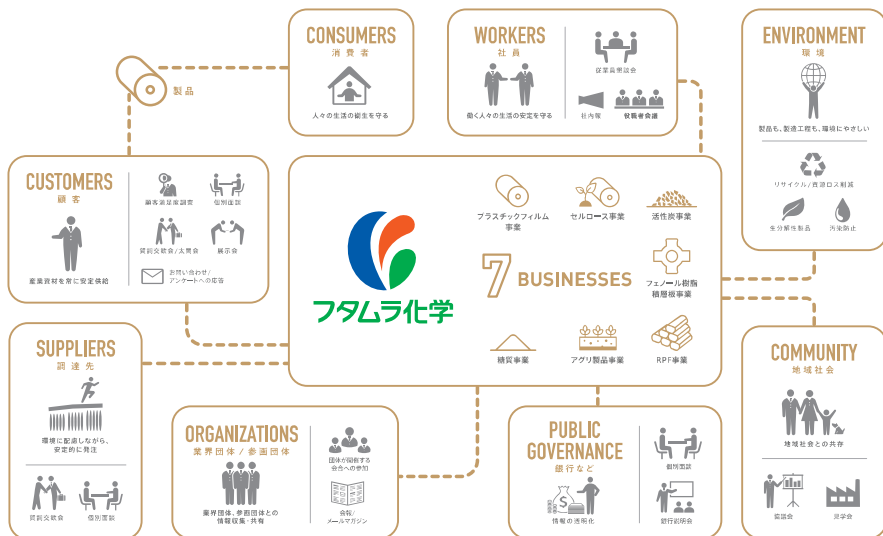 CONSUMERS
消費者
人々の生活の衛生を守る
WORKERS
社員
働く人々の生活の安定を守る
従業員懇談会
社内報
役職者会議
ENVIRONMENT
環境
製品も、製造工程も、環境にやさしい
リサイクル/資源ロス削減
生分解性製品
汚染防止
製品
CUSTOMERS
顧客
産業資材を常に安定供給
顧客満足度調査
個別面談
賀詞交歓会/太閤会
展示会
お問い合わせ/
アンケートへの応答
フタムラ化学
7 BUSINESSES
プラスチックフィルム
事業
セルロース事業
活性炭事業
フェノール樹脂
積層板事業
糖質事業
アグリ製品事業
RPF事業
SUPPLIERS
調達先
環境に配慮しながら、
安定的に発注
賀詞交歓会
個別面談
ORGANIZATIONS
業界団体 / 参画団体
業界団体、参画団体との
情報収集・共有
団体が開催する
会合への参加
会報/
メールマガジン
PUBLIC
GOVERNANCE
銀行など
情報の透明化
個別面談
銀行説明会
COMMUNITY
地域社会
地域社会との共存
協議会
見学会